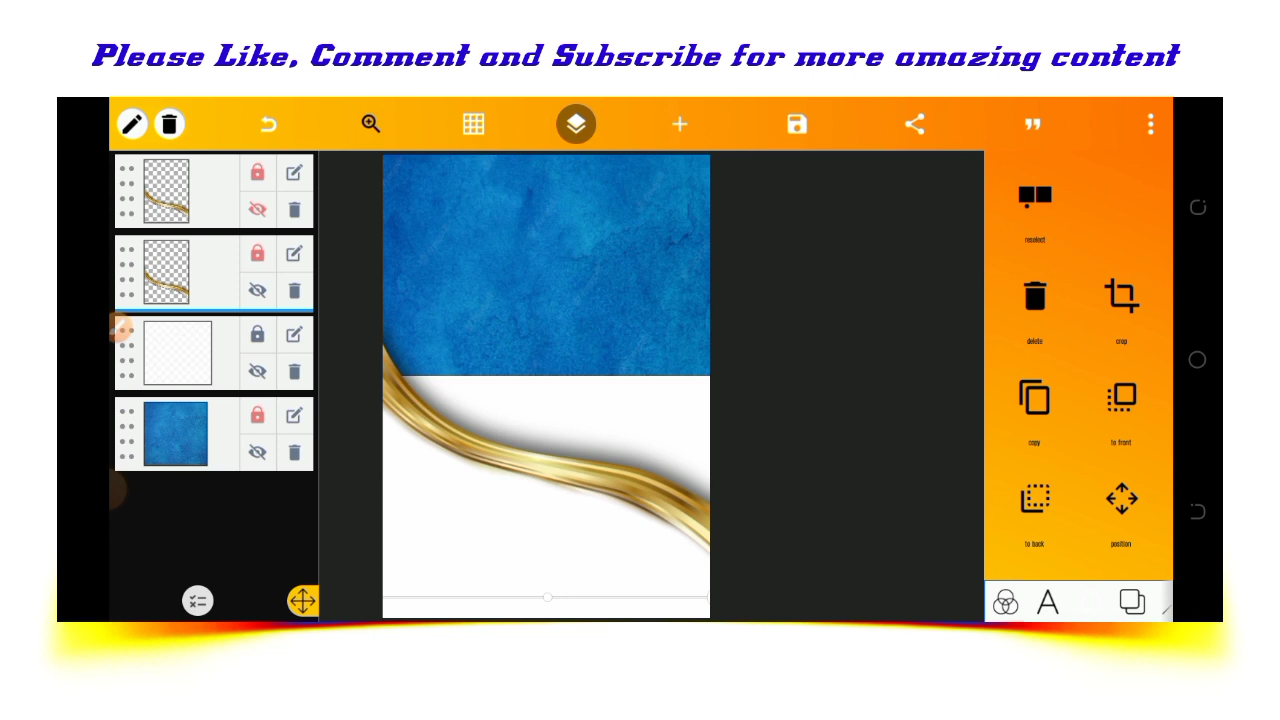 Please Like, Comment and Subscribe for more amazing content
reselect
delete
crop
copy
to front
to back
position
A